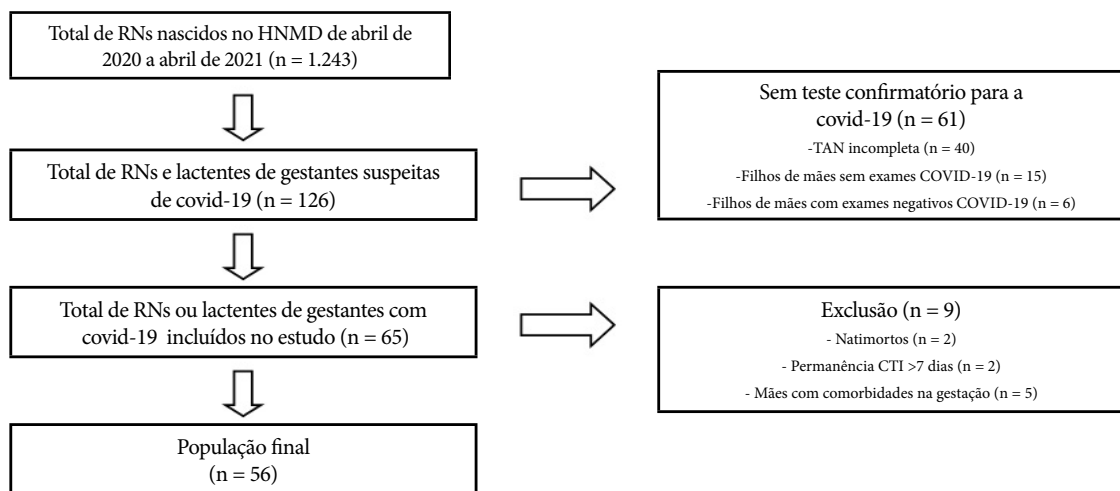 Total de RNs nascidos no HNMD de abril de
2020 a abril de 2021 (n = 1.243)
Total de RNs e lactentes de gestantes suspeitas
de covid-19 (n = 126)
Sem teste confirmatório para a
covid-19 (n = 61)
-TAN incompleta (n = 40)
-Filhos de mães sem exames COVID-19 (n = 15)
-Filhos de mães com exames negativos COVID-19 (n = 6)
Total de RNs ou lactentes de gestantes com
covid-19 incluídos no estudo (n = 65)
Exclusão (n = 9)
- Natimortos (n = 2)
- Permanência CTI >7 dias (n = 2)
- Mães com comorbidades na gestação (n = 5)
População final
(n = 56)